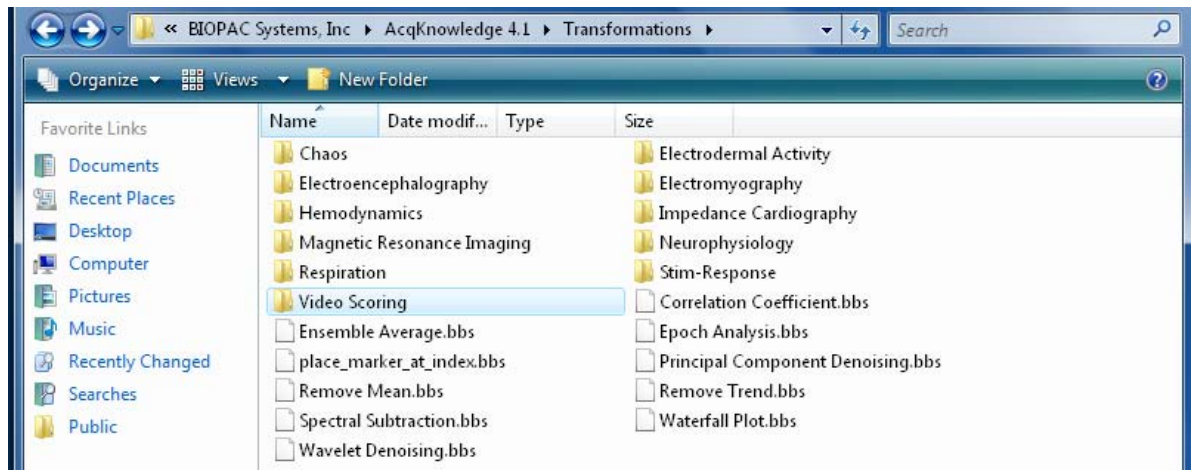 « BIOPAC Systems, Inc ▸ AcqKnowledge 4.1 ▸ Transformations ▸ Search
Organize Views New Folder
Favorite Links
Documents
Recent Places
Desktop
Computer
Pictures
Music
Recently Changed
Searches
Public
Name Date modif... Type Size
Chaos Electrodermal Activity
Electroencephalography Electromyography
Hemodynamics Impedance Cardiography
Magnetic Resonance Imaging Neurophysiology
Respiration Stim-Response
Video Scoring Correlation Coefficient.bbs
Ensemble Average.bbs Epoch Analysis.bbs
place_marker_at_index.bbs Principal Component Denoising.bbs
Remove Mean.bbs Remove Trend.bbs
Spectral Subtraction.bbs Waterfall Plot.bbs
Wavelet Denoising.bbs